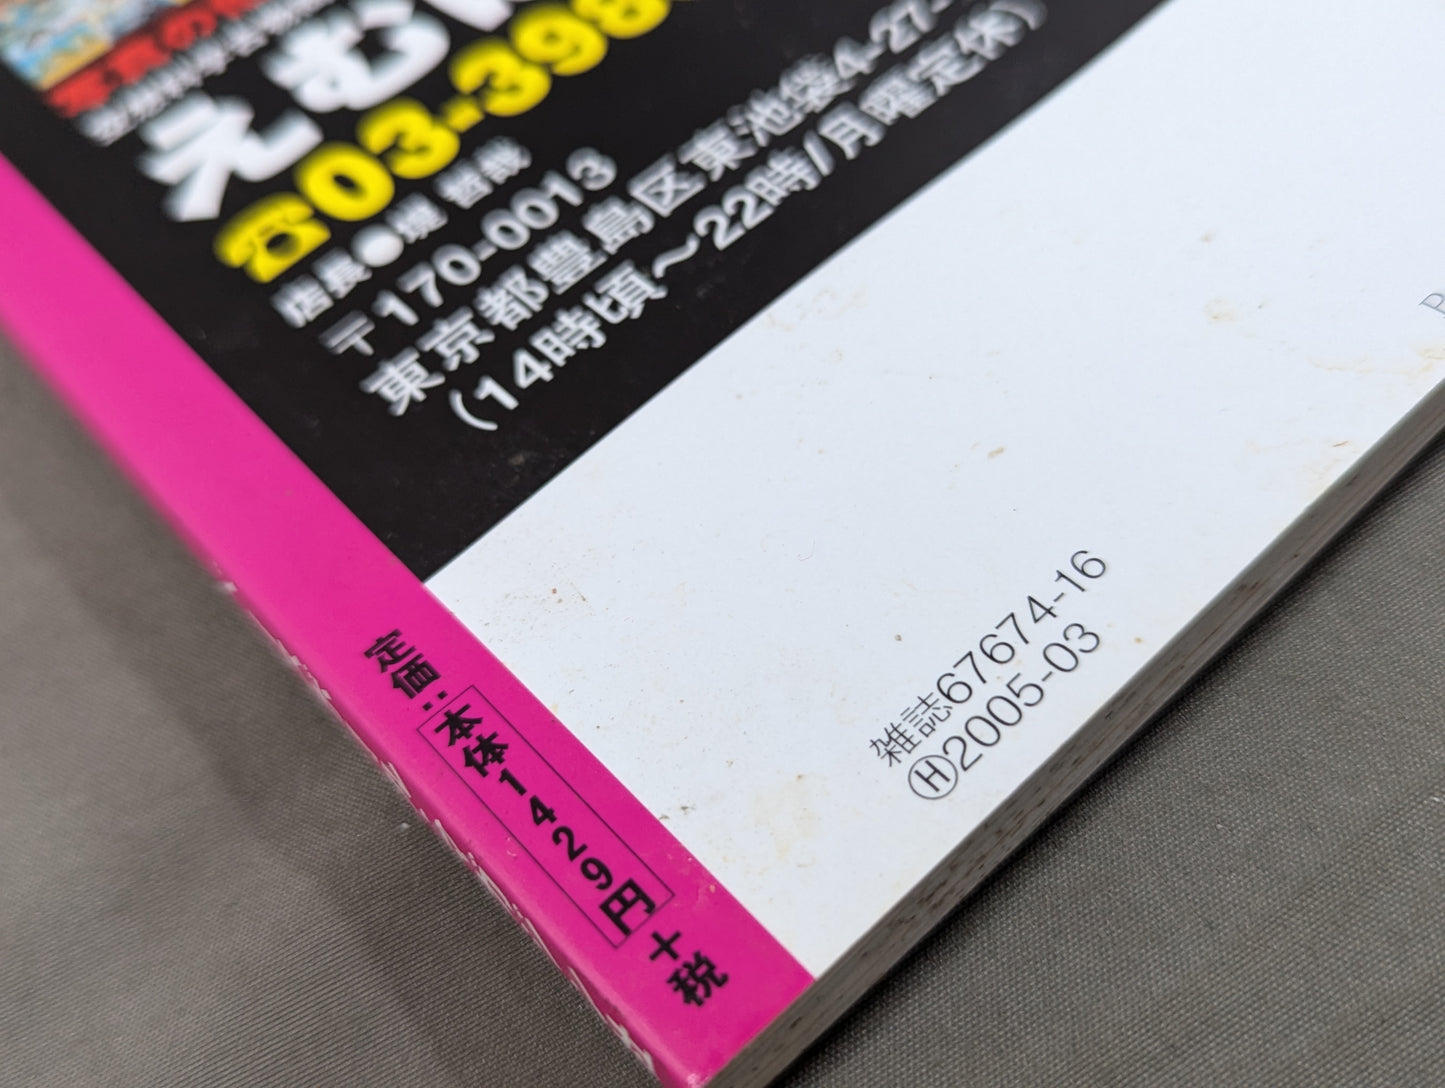 えむ
☎03-398
店長●堤 哲哉
〒170-0013
東京都豊島区東池袋4-27-
(14時頃～22時/月曜定休)
雑誌67674-16
Ⓗ2005-03
定価：本体1429円＋税